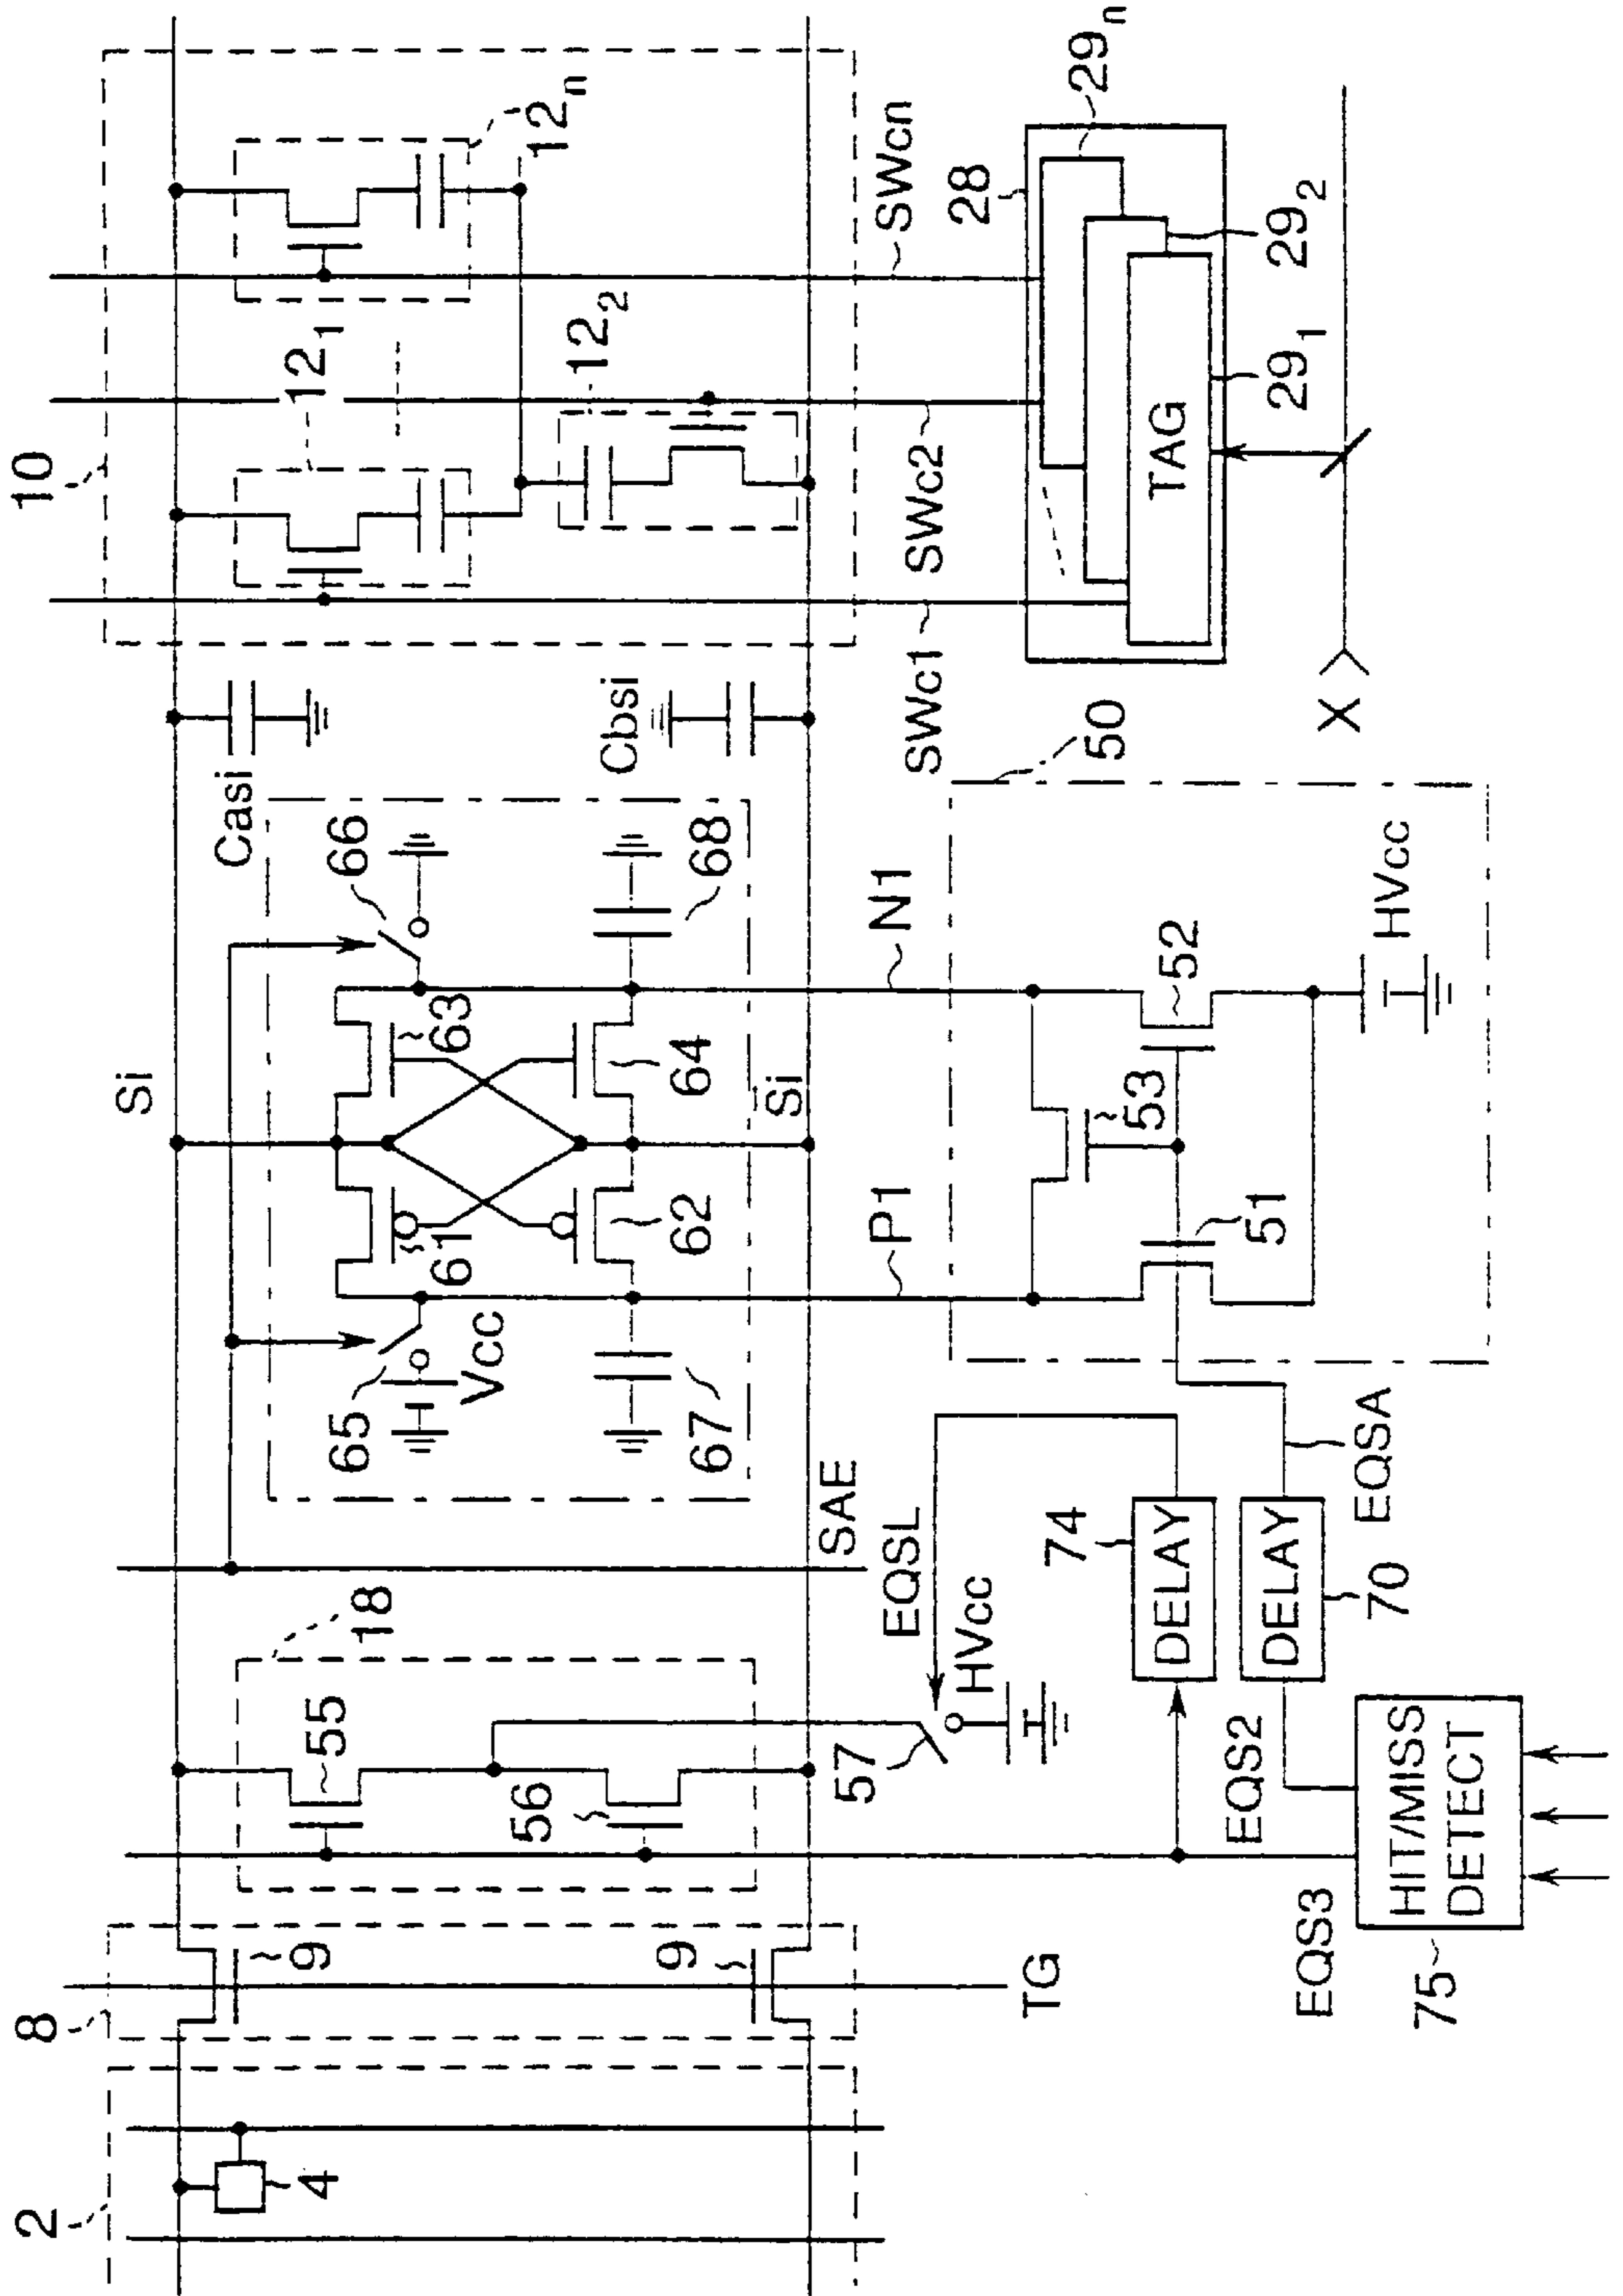 2
4
8
9
9
TG
18
55
56
57
HVcc
EQSL
SAE
Si
Si
65
Vcc
66
61
63
62
64
67
68
Casi
Cbsi
10
12₁
12₂
12ₙ
SWc1
SWc2
SWcn
28
29ₙ
29₂
29₁
TAG
X
P1
N1
50
51
52
53
HVcc
EQSA
74
DELAY
DELAY
70
EQS2
EQS3
HIT/MISS
DETECT
75